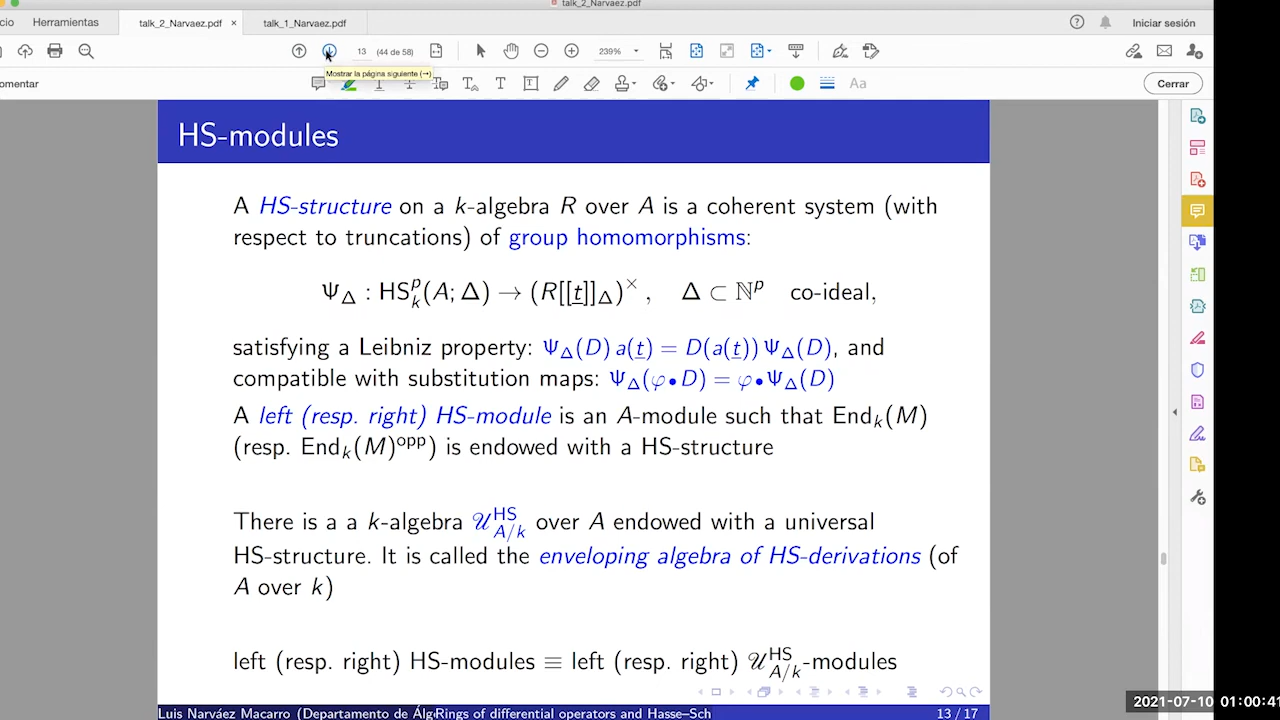 talk_2_Narvaez.pdf
cio Herramientas talk_2_Narvaez.pdf × talk_1_Narvaez.pdf Iniciar sesión
13 (44 de 58) 239%
Mostrar la página siguiente (→)
omentar Aa Cerrar
HS-modules
A HS-structure on a k-algebra R over A is a coherent system (with
respect to truncations) of group homomorphisms:
Ψ_Δ : HS^p_k(A; Δ) → (R[[t]]_Δ)^×, Δ ⊂ ℕ^p co-ideal,
satisfying a Leibniz property: Ψ_Δ(D) a(t) = D(a(t)) Ψ_Δ(D), and
compatible with substitution maps: Ψ_Δ(φ • D) = φ • Ψ_Δ(D)
A left (resp. right) HS-module is an A-module such that End_k(M)
(resp. End_k(M)^opp) is endowed with a HS-structure
There is a a k-algebra 𝒰^HS_A/k over A endowed with a universal
HS-structure. It is called the enveloping algebra of HS-derivations (of
A over k)
left (resp. right) HS-modules ≡ left (resp. right) 𝒰^HS_A/k-modules
Luis Narváez Macarro (Departamento de Álg Rings of differential operators and Hasse–Sch 13 / 17
2021-07-10 01:00:41